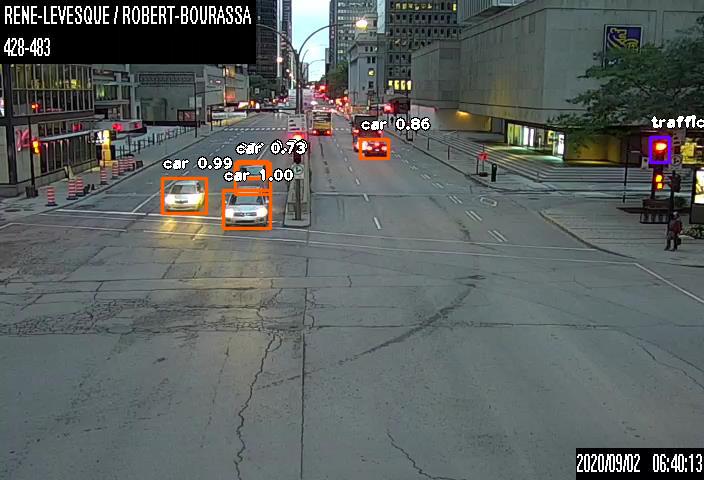 RENE-LEVESQUE / ROBERT-BOURASSA
428-483
traffic
car 0.86
car 0.73
car 0.99
car 1.00
2020/09/02 06:40:13